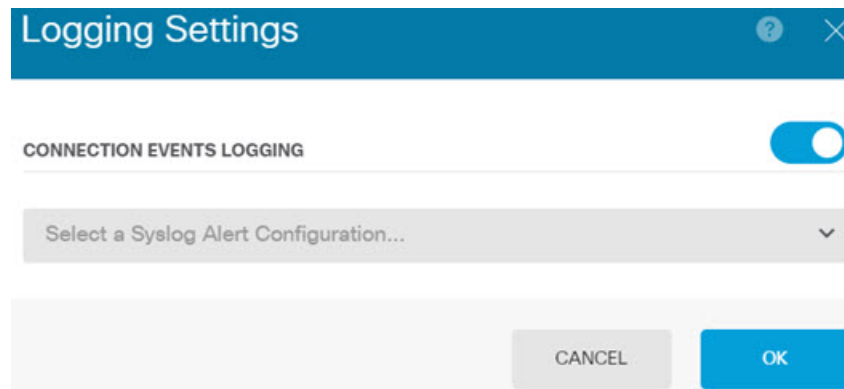 Logging Settings
?
CONNECTION EVENTS LOGGING
Select a Syslog Alert Configuration...
CANCEL
OK